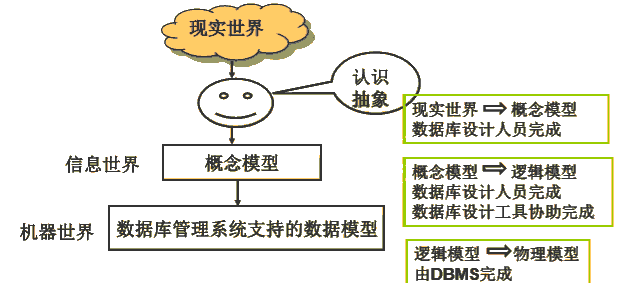 现实世界
认识
抽象
现实世界 ⇨ 概念模型
数据库设计人员完成
信息世界
概念模型
概念模型 ⇨ 逻辑模型
数据库设计人员完成
数据库设计工具协助完成
机器世界
数据库管理系统支持的数据模型
逻辑模型 ⇨ 物理模型
由DBMS完成